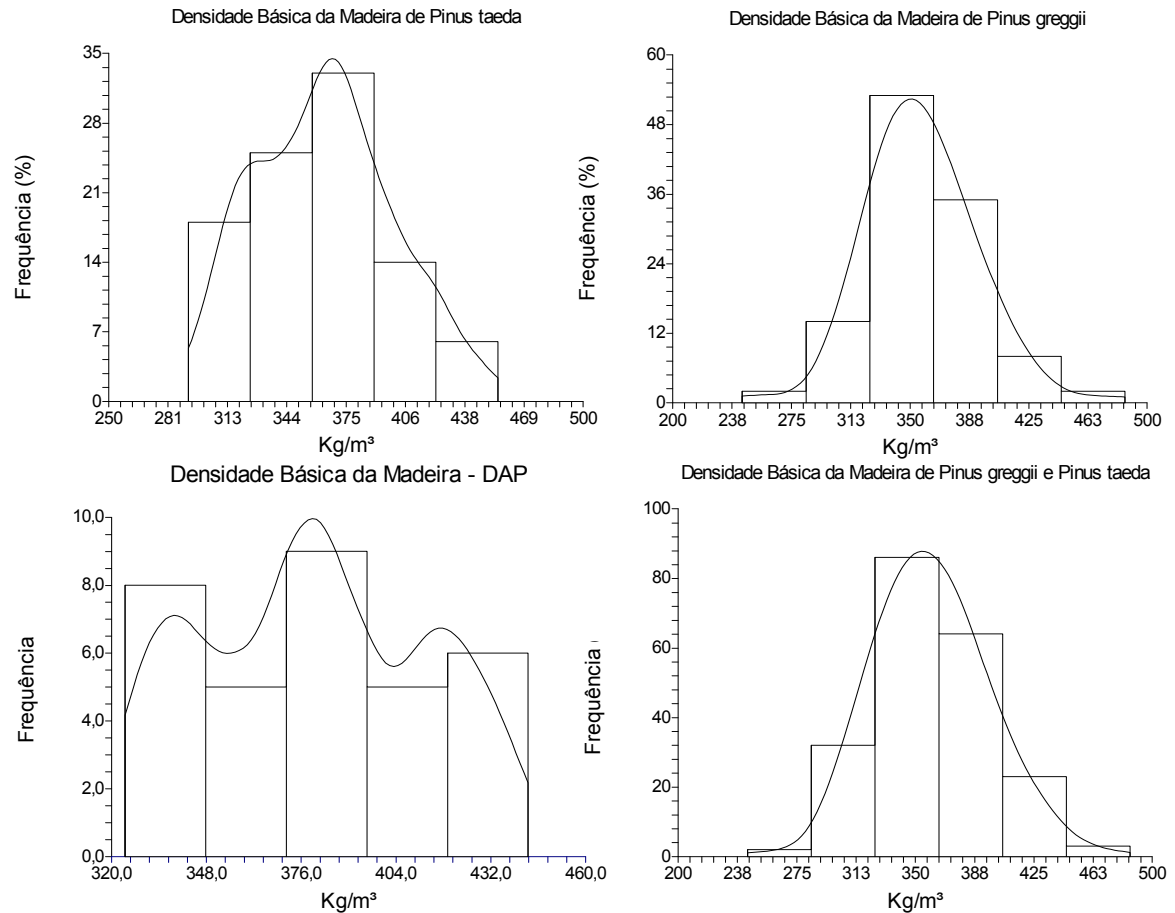 Densidade Básica da Madeira de Pinus taeda
35
28
21
14
7
0
Frequência (%)
250 281 313 344 375 406 438 469 500
Kg/m³
Densidade Básica da Madeira de Pinus greggii
60
48
36
24
12
0
Frequência (%)
200 238 275 313 350 388 425 463 500
Kg/m³
Densidade Básica da Madeira - DAP
10,0
8,0
6,0
4,0
2,0
0,0
Frequência
320,0 348,0 376,0 404,0 432,0 460,0
Kg/m³
Densidade Básica da Madeira de Pinus greggii e Pinus taeda
100
80
60
40
20
0
Frequência
200 238 275 313 350 388 425 463 500
Kg/m³